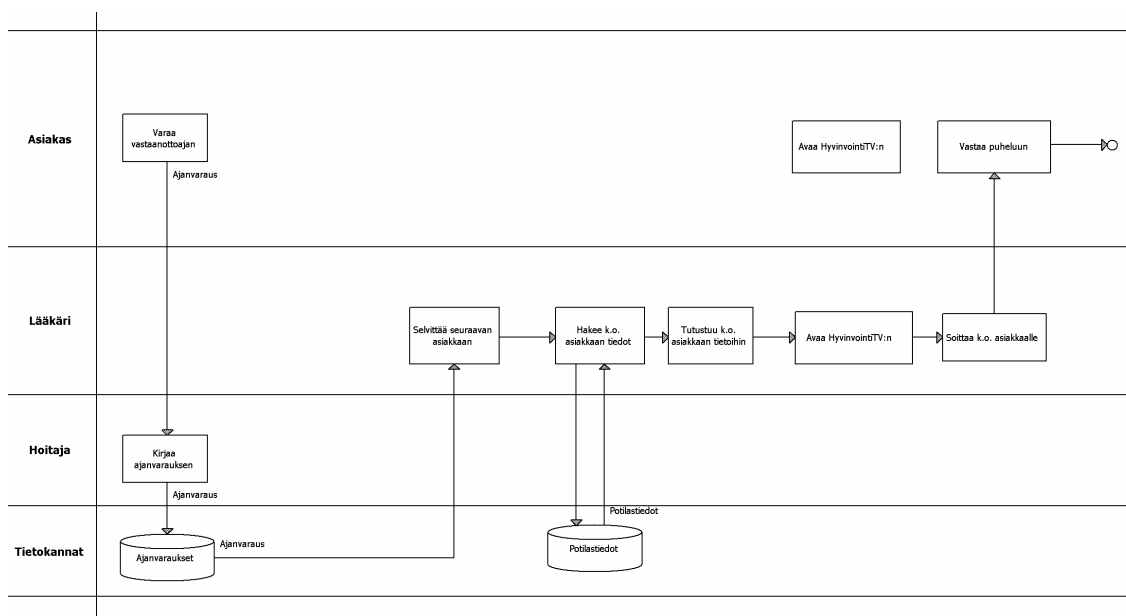 Asiakas
Varaa
vastaanottoajan
Ajanvaraus
Avaa HyvinvointiTV:n
Vastaa puheluun
Lääkäri
Selvittää seuraavan
asiakkaan
Hakee k.o.
asiakkaan tiedot
Tutustuu k.o.
asiakkaan tietoihin
Avaa HyvinvointiTV:n
Soittaa k.o. asiakkaalle
Hoitaja
Kirjaa
ajanvarauksen
Ajanvaraus
Tietokannat
Ajanvaraukset
Ajanvaraus
Potilastiedot
Potilastiedot